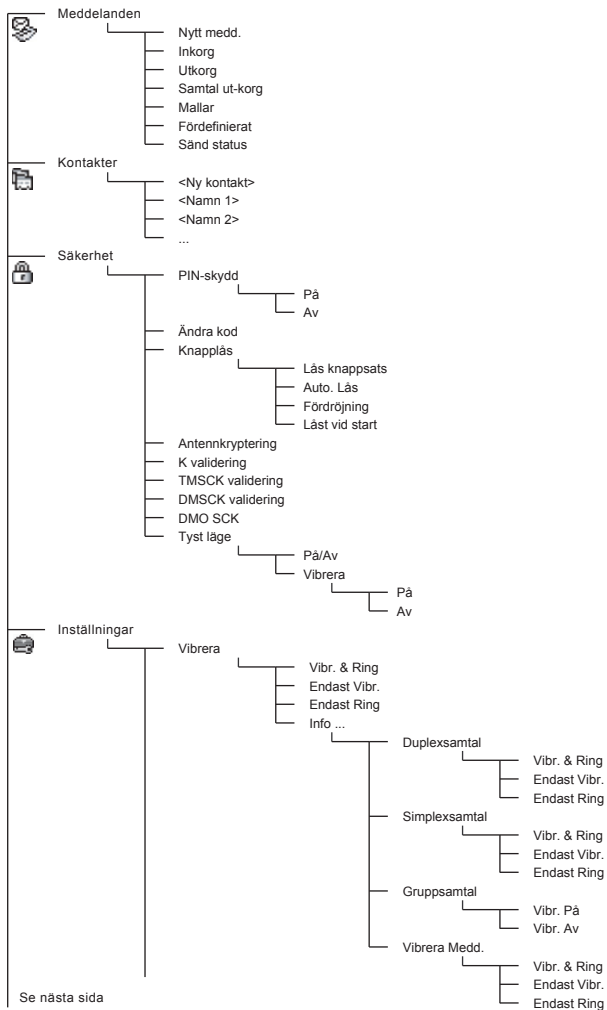 Meddelanden
Nytt medd.
Inkorg
Utkorg
Samtal ut-korg
Mallar
Fördefinierat
Sänd status
Kontakter
<Ny kontakt>
<Namn 1>
<Namn 2>
...
Säkerhet
PIN-skydd
På
Av
Ändra kod
Knapplås
Lås knappsats
Auto. Lås
Fördröjning
Låst vid start
Antennkryptering
K validering
TMSCK validering
DMSCK validering
DMO SCK
Tyst läge
På/Av
Vibrera
På
Av
Inställningar
Vibrera
Vibr. & Ring
Endast Vibr.
Endast Ring
Info ...
Duplexsamtal
Vibr. & Ring
Endast Vibr.
Endast Ring
Simplexsamtal
Vibr. & Ring
Endast Vibr.
Endast Ring
Gruppsamtal
Vibr. På
Vibr. Av
Vibrera Medd.
Vibr. & Ring
Endast Vibr.
Endast Ring
Se nästa sida